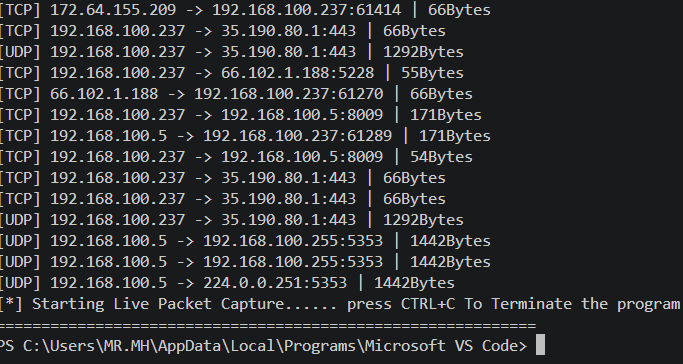 [TCP] 172.64.155.209 -> 192.168.100.237:61414 | 66Bytes
[TCP] 192.168.100.237 -> 35.190.80.1:443 | 66Bytes
[UDP] 192.168.100.237 -> 35.190.80.1:443 | 1292Bytes
[TCP] 192.168.100.237 -> 66.102.1.188:5228 | 55Bytes
[TCP] 66.102.1.188 -> 192.168.100.237:61270 | 66Bytes
[TCP] 192.168.100.237 -> 192.168.100.5:8009 | 171Bytes
[TCP] 192.168.100.5 -> 192.168.100.237:61289 | 171Bytes
[TCP] 192.168.100.237 -> 192.168.100.5:8009 | 54Bytes
[TCP] 192.168.100.237 -> 35.190.80.1:443 | 66Bytes
[TCP] 192.168.100.237 -> 35.190.80.1:443 | 66Bytes
[UDP] 192.168.100.237 -> 35.190.80.1:443 | 1292Bytes
[UDP] 192.168.100.5 -> 192.168.100.255:5353 | 1442Bytes
[UDP] 192.168.100.5 -> 192.168.100.255:5353 | 1442Bytes
[UDP] 192.168.100.5 -> 224.0.0.251:5353 | 1442Bytes
[*] Starting Live Packet Capture...... press CTRL+C To Terminate the program
============================================================
PS C:\Users\MR.MH\AppData\Local\Programs\Microsoft VS Code>